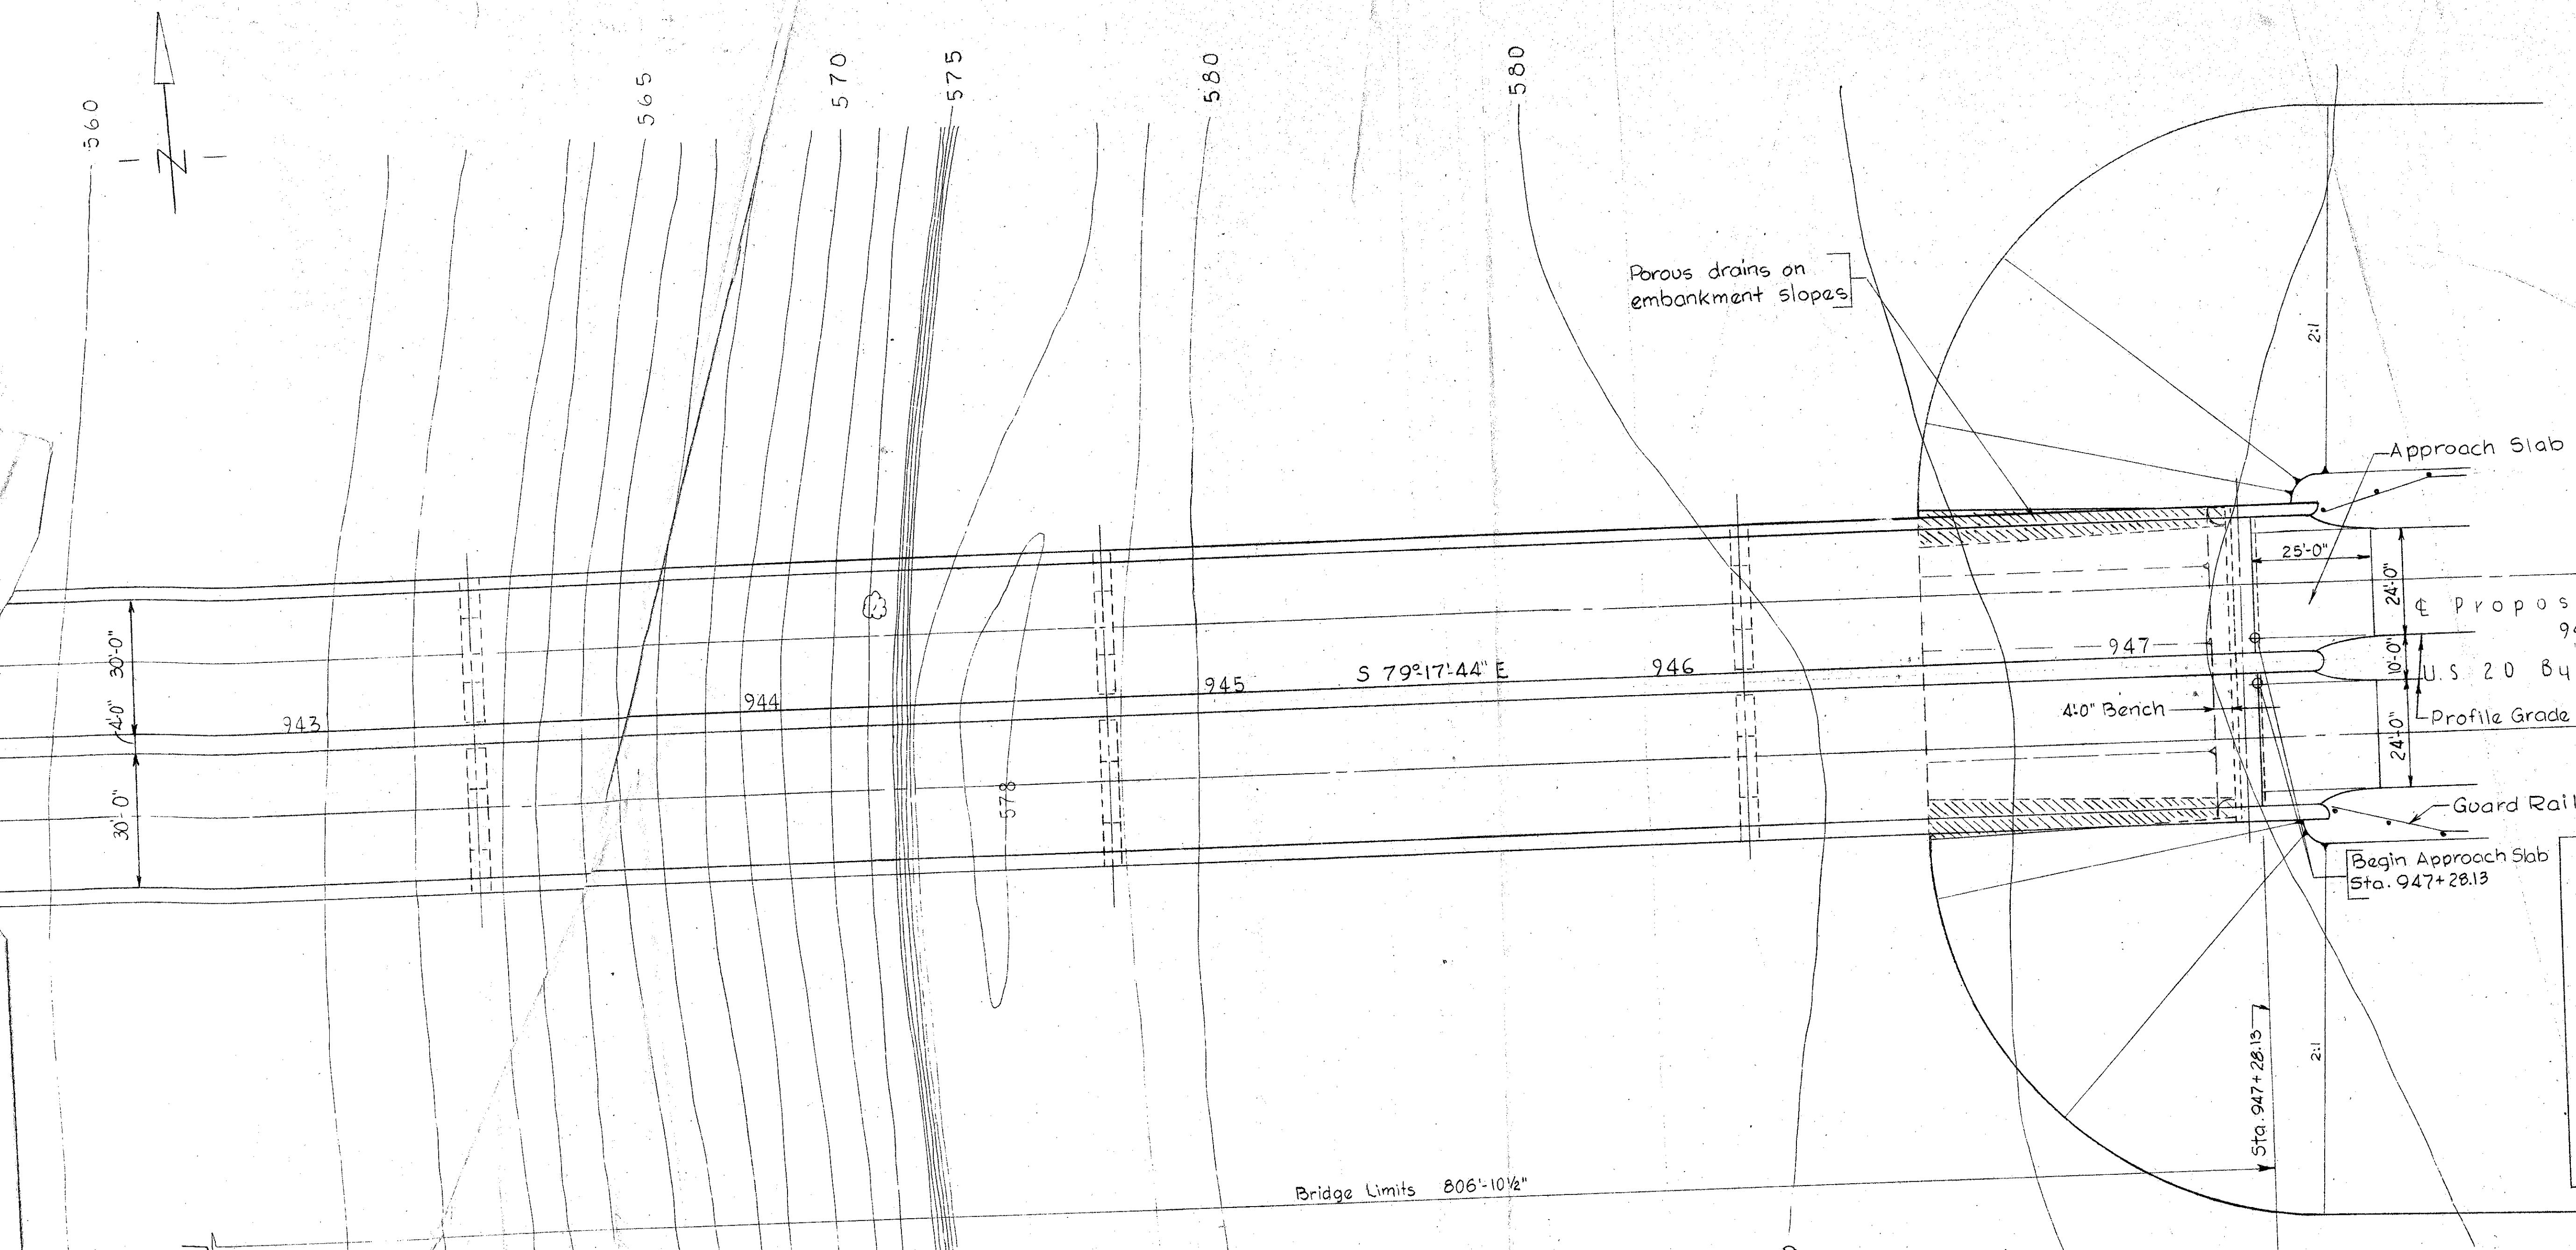 560
565
570
575
580
580
N
Porous drains on
embankment slopes
2:1
Approach Slab
25'-0"
24'-0"
℄ Propos
10'-0"
U.S. 20 By
Profile Grade
24'-0"
30'-0"
4'-0"
30'-0"
943
944
945
S 79°-17'-44" E
946
947
4'-0" Bench
578
Guard Rail
Begin Approach Slab
Sta. 947+28.13
Sta. 947+28.13
2:1
Bridge Limits 806'-10½"